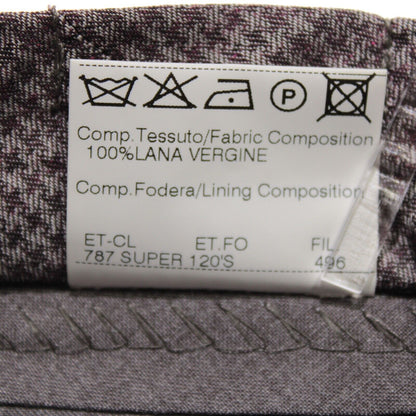 P
Comp.Tessuto/Fabric Composition
100%LANA VERGINE
Comp.Fodera/Lining Composition
ET-CL ET.FO FIL.
787 SUPER 120'S 496